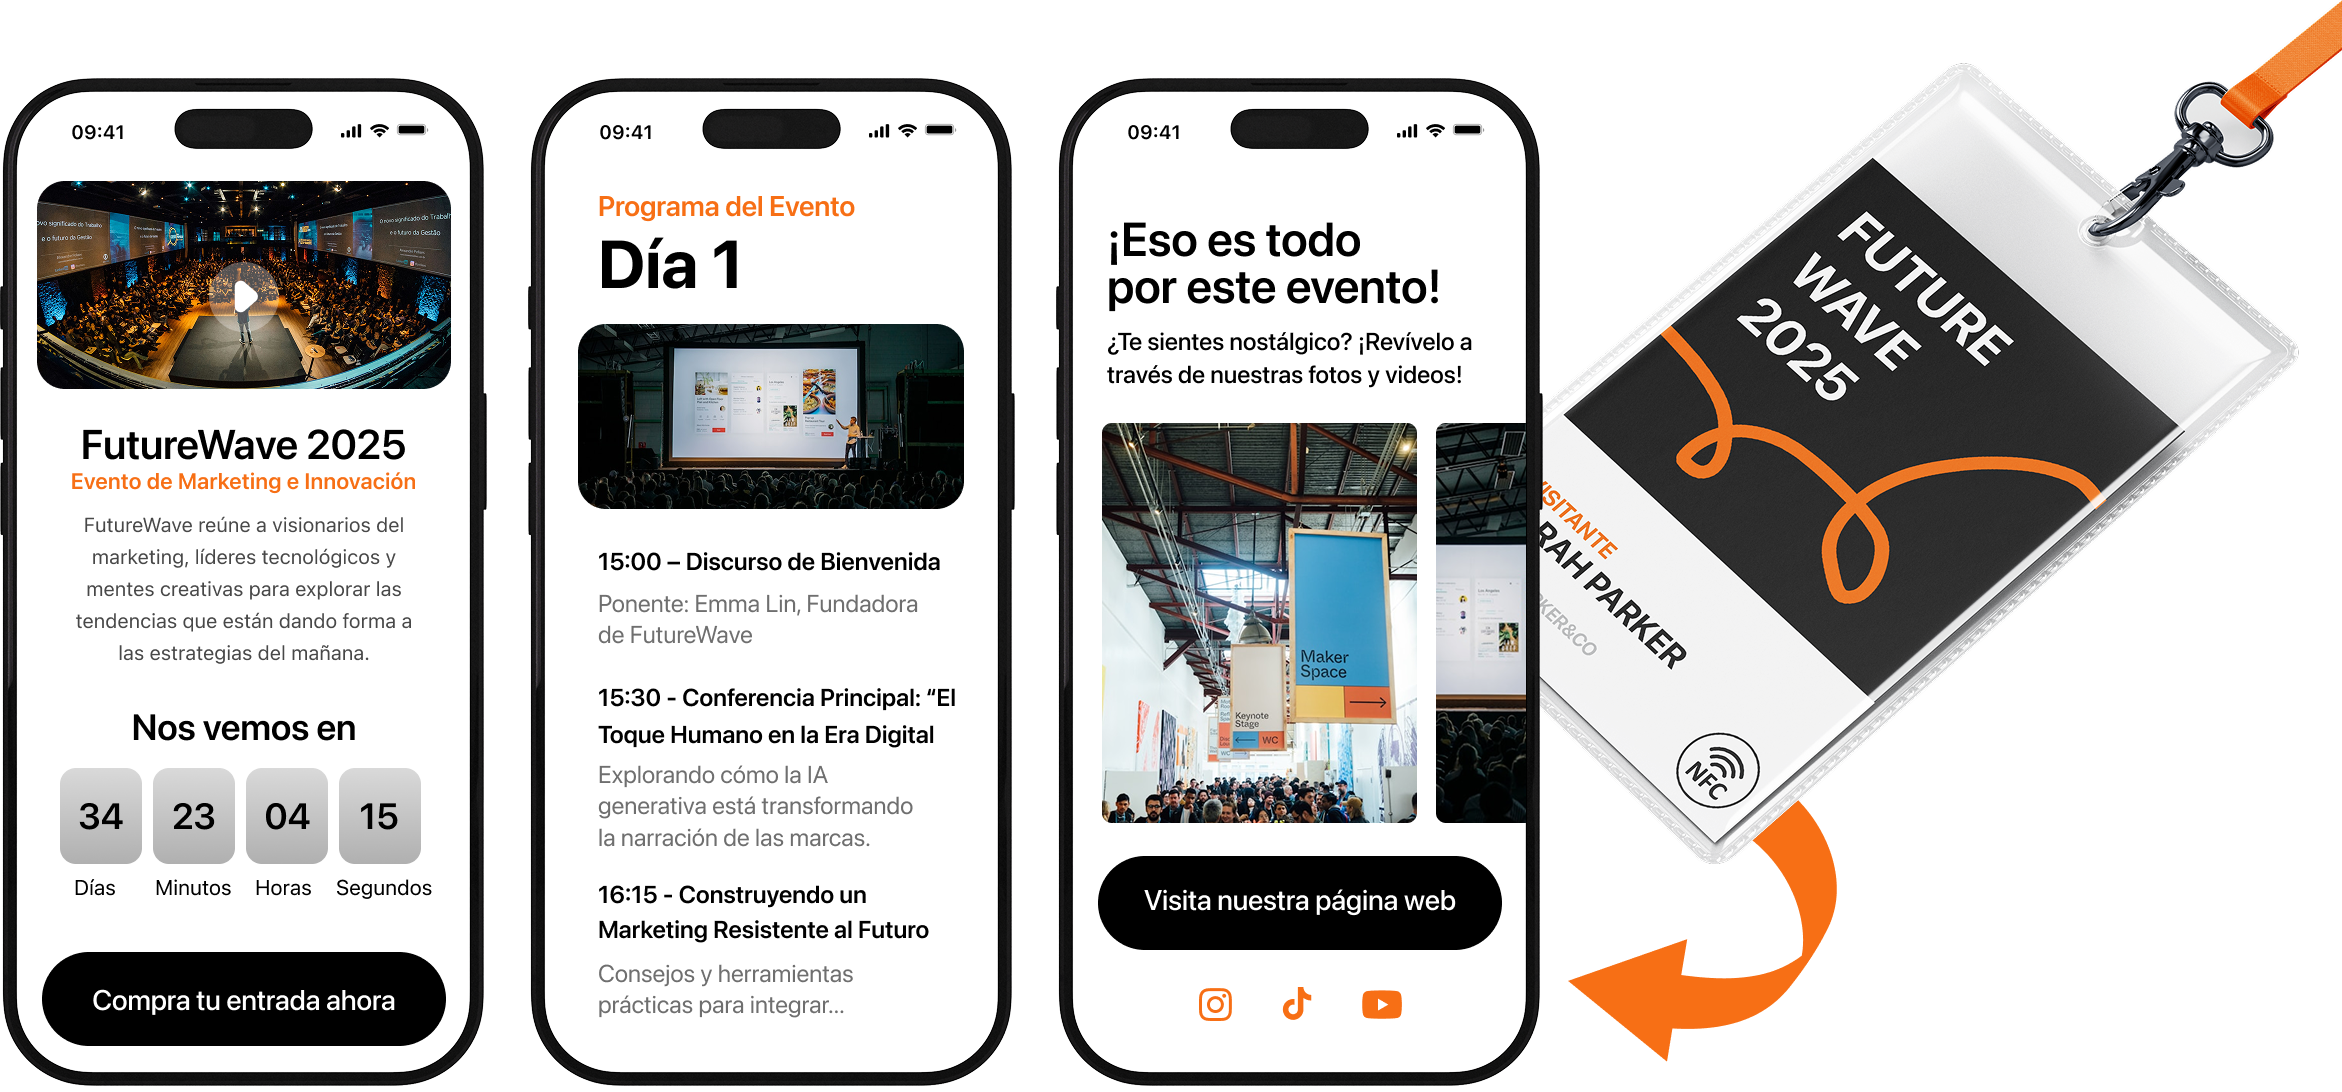 09:41
O novo significado do Trabalh
e o futuro da Gestão
FutureWave 2025
Evento de Marketing e Innovación
FutureWave reúne a visionarios del
marketing, líderes tecnológicos y
mentes creativas para explorar las
tendencias que están dando forma a
las estrategias del mañana.
Nos vemos en
34 23 04 15
Días Minutos Horas Segundos
Compra tu entrada ahora
09:41
Programa del Evento
Día 1
15:00 – Discurso de Bienvenida
Ponente: Emma Lin, Fundadora
de FutureWave
15:30 - Conferencia Principal: “El
Toque Humano en la Era Digital
Explorando cómo la IA
generativa está transformando
la narración de las marcas.
16:15 - Construyendo un
Marketing Resistente al Futuro
Consejos y herramientas
prácticas para integrar...
09:41
¡Eso es todo
por este evento!
¿Te sientes nostálgico? ¡Revívelo a
través de nuestras fotos y videos!
Maker
Space
Keynote
Stage
WC
Visita nuestra página web
FUTURE
WAVE
2025
ISITANTE
RAH PARKER
KER&CO
NFC